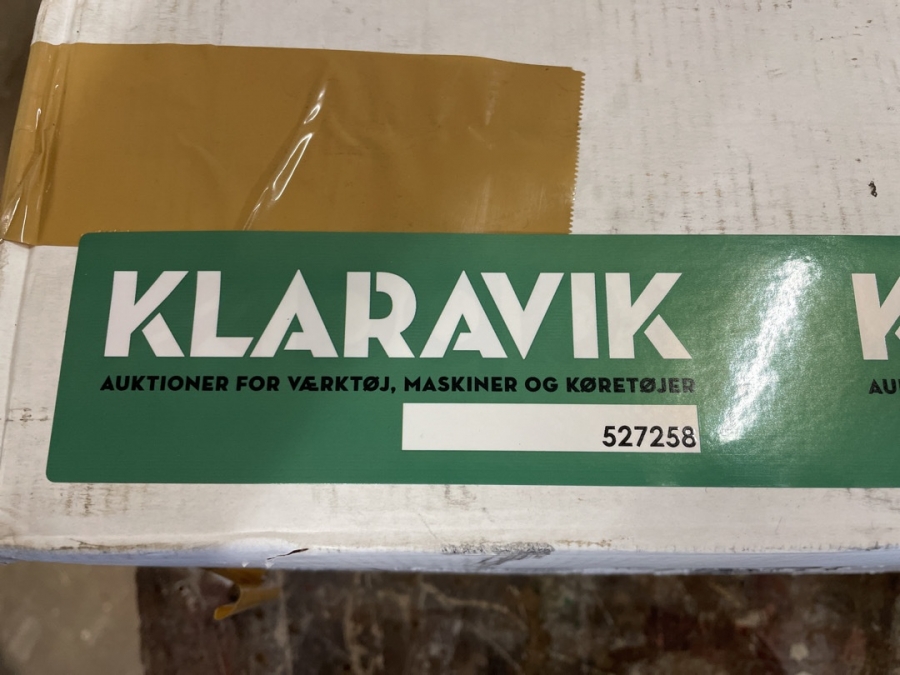 KLARAVIK
AUKTIONER FOR VÆRKTØJ, MASKINER OG KØRETØJER
527258